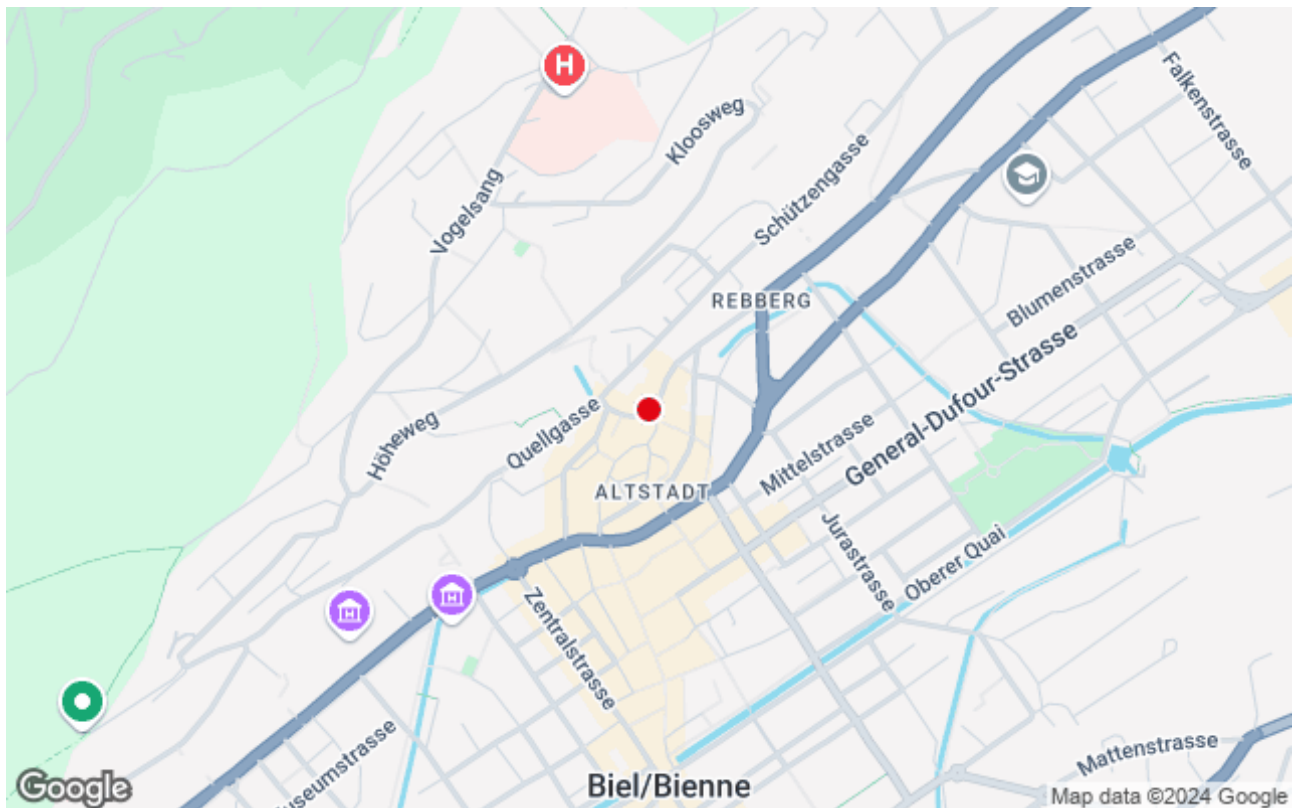 H
Kloosweg
Falkenstrasse
Vogelsang
Schützengasse
REBBERG
Blumenstrasse
General-Dufour-Strasse
Höheweg
Quellgasse
Mittelstrasse
ALTSTADT
Jurastrasse
Oberer Quai
Zentralstrasse
Museumstrasse
Mattenstrasse
Biel/Bienne
Google
Map data ©2024 Google